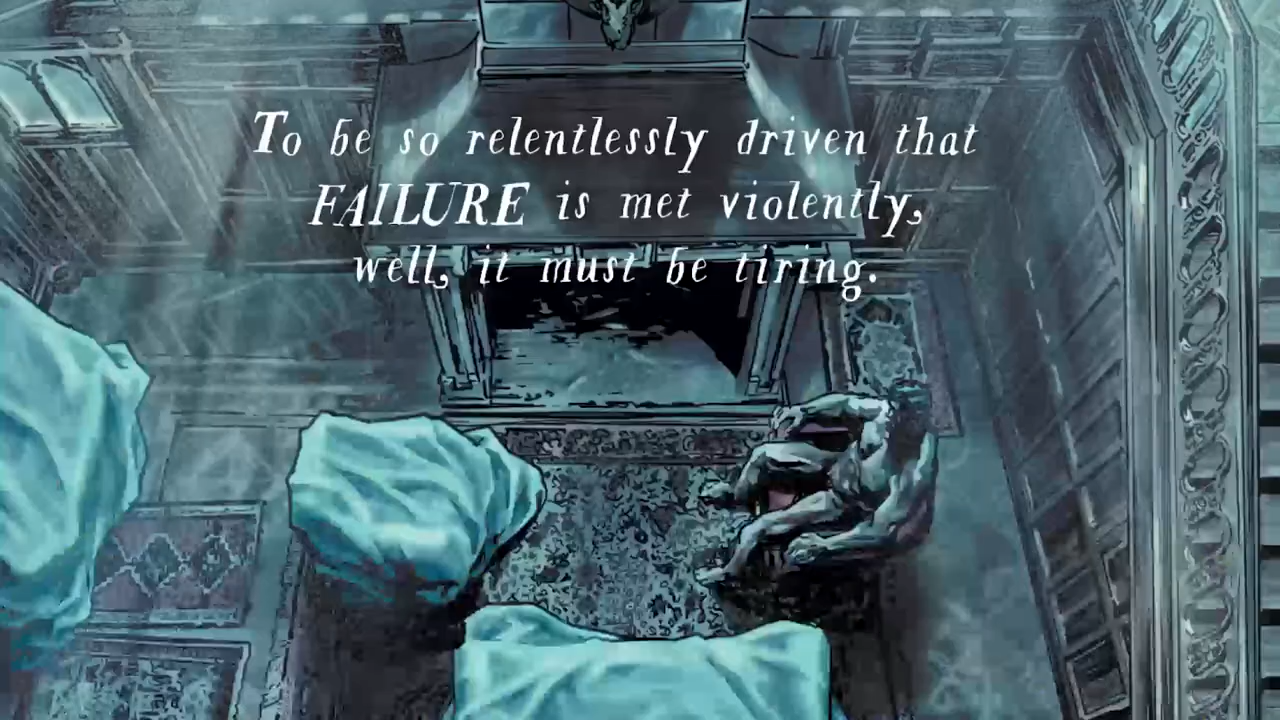 To be so relentlessly driven that
FAILURE is met violently,
well, it must be tiring.